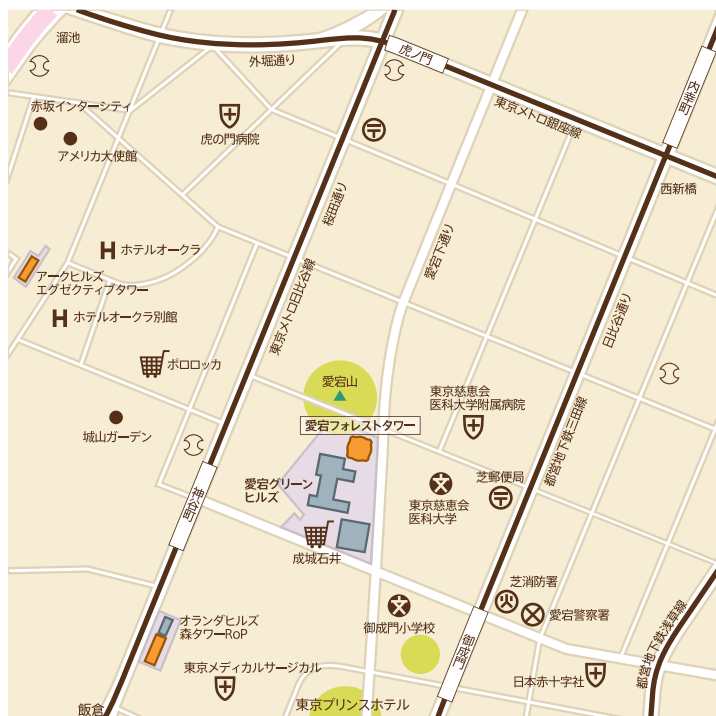 溜池
外堀通り
虎ノ門
内幸町
赤坂インターシティ
アメリカ大使館
虎の門病院
東京メトロ銀座線
西新橋
桜田通り
愛宕下通り
ホテルオークラ
アークヒルズ
エグゼクティブタワー
東京メトロ日比谷線
日比谷通り
ホテルオークラ別館
ポロロッカ
愛宕山
東京慈恵会
医科大学附属病院
愛宕フォレストタワー
都営地下鉄三田線
城山ガーデン
神谷町
愛宕グリーン
ヒルズ
芝郵便局
東京慈恵会
医科大学
成城石井
芝消防署
愛宕警察署
オランダヒルズ
森タワーRoP
御成門小学校
御成門
都営地下鉄浅草線
東京メディカルサージカル
日本赤十字社
飯倉
東京プリンスホテル